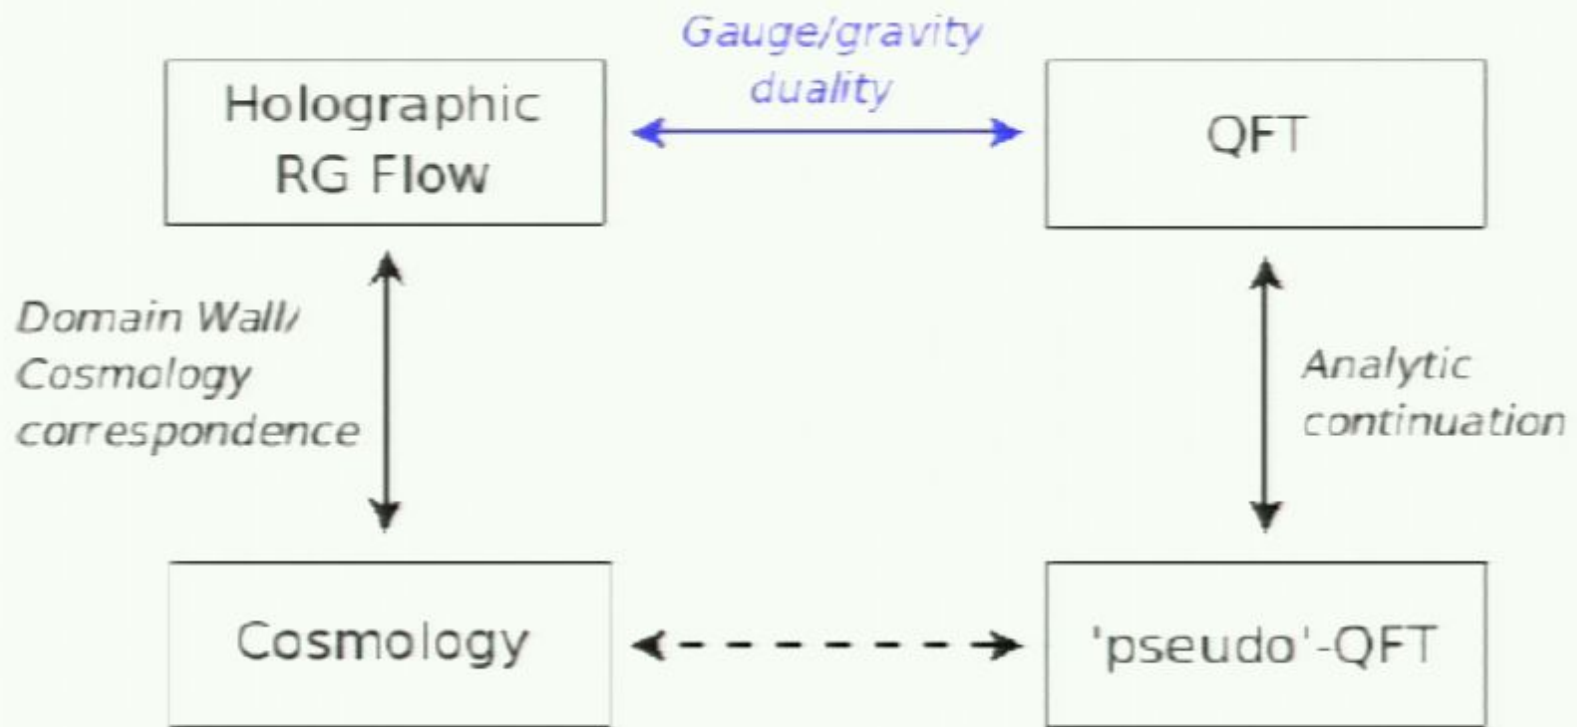 Gauge/gravity
duality
Holographic
RG Flow
QFT
Domain Wall/
Cosmology
correspondence
Analytic
continuation
Cosmology
'pseudo'-QFT